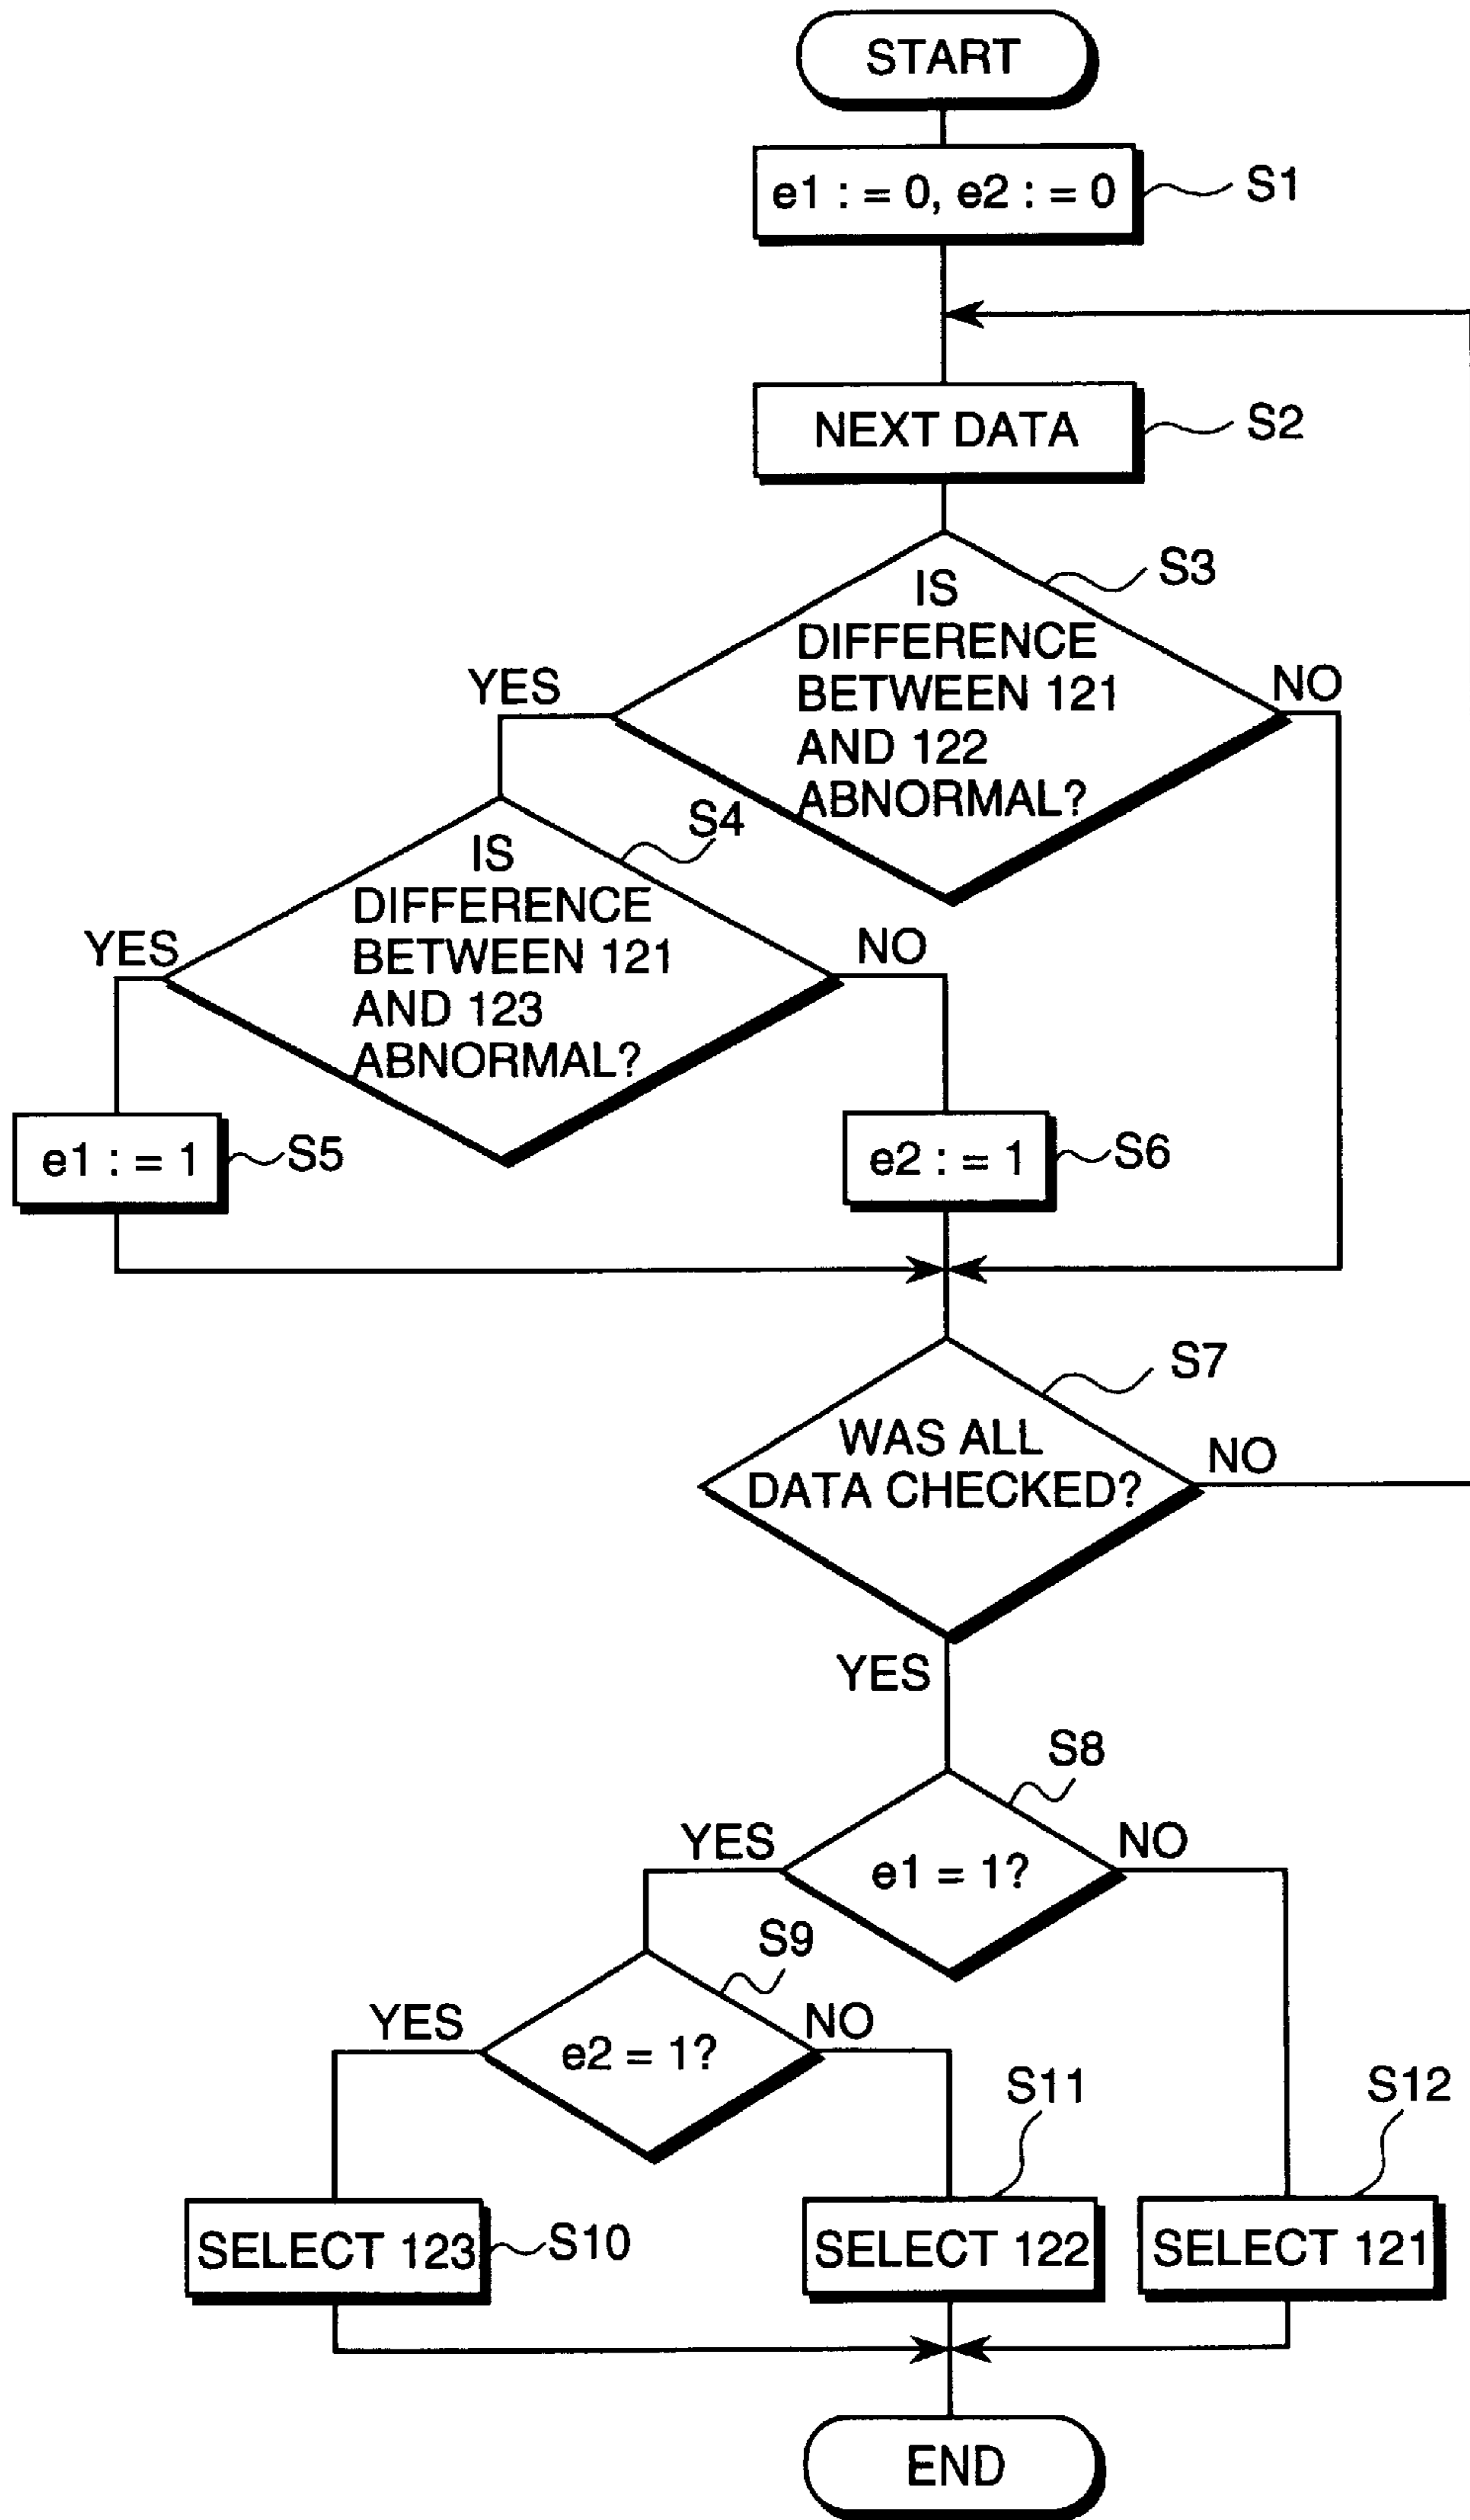 START
e1 : = 0, e2 : = 0
S1
NEXT DATA
S2
S3
IS
DIFFERENCE
BETWEEN 121
AND 122
ABNORMAL?
YES
NO
S4
IS
DIFFERENCE
BETWEEN 121
AND 123
ABNORMAL?
YES
NO
e1 : = 1
S5
e2 : = 1
S6
S7
WAS ALL
DATA CHECKED?
NO
YES
S8
e1 = 1?
YES
NO
S9
e2 = 1?
YES
NO
S11
S12
SELECT 123
S10
SELECT 122
SELECT 121
END